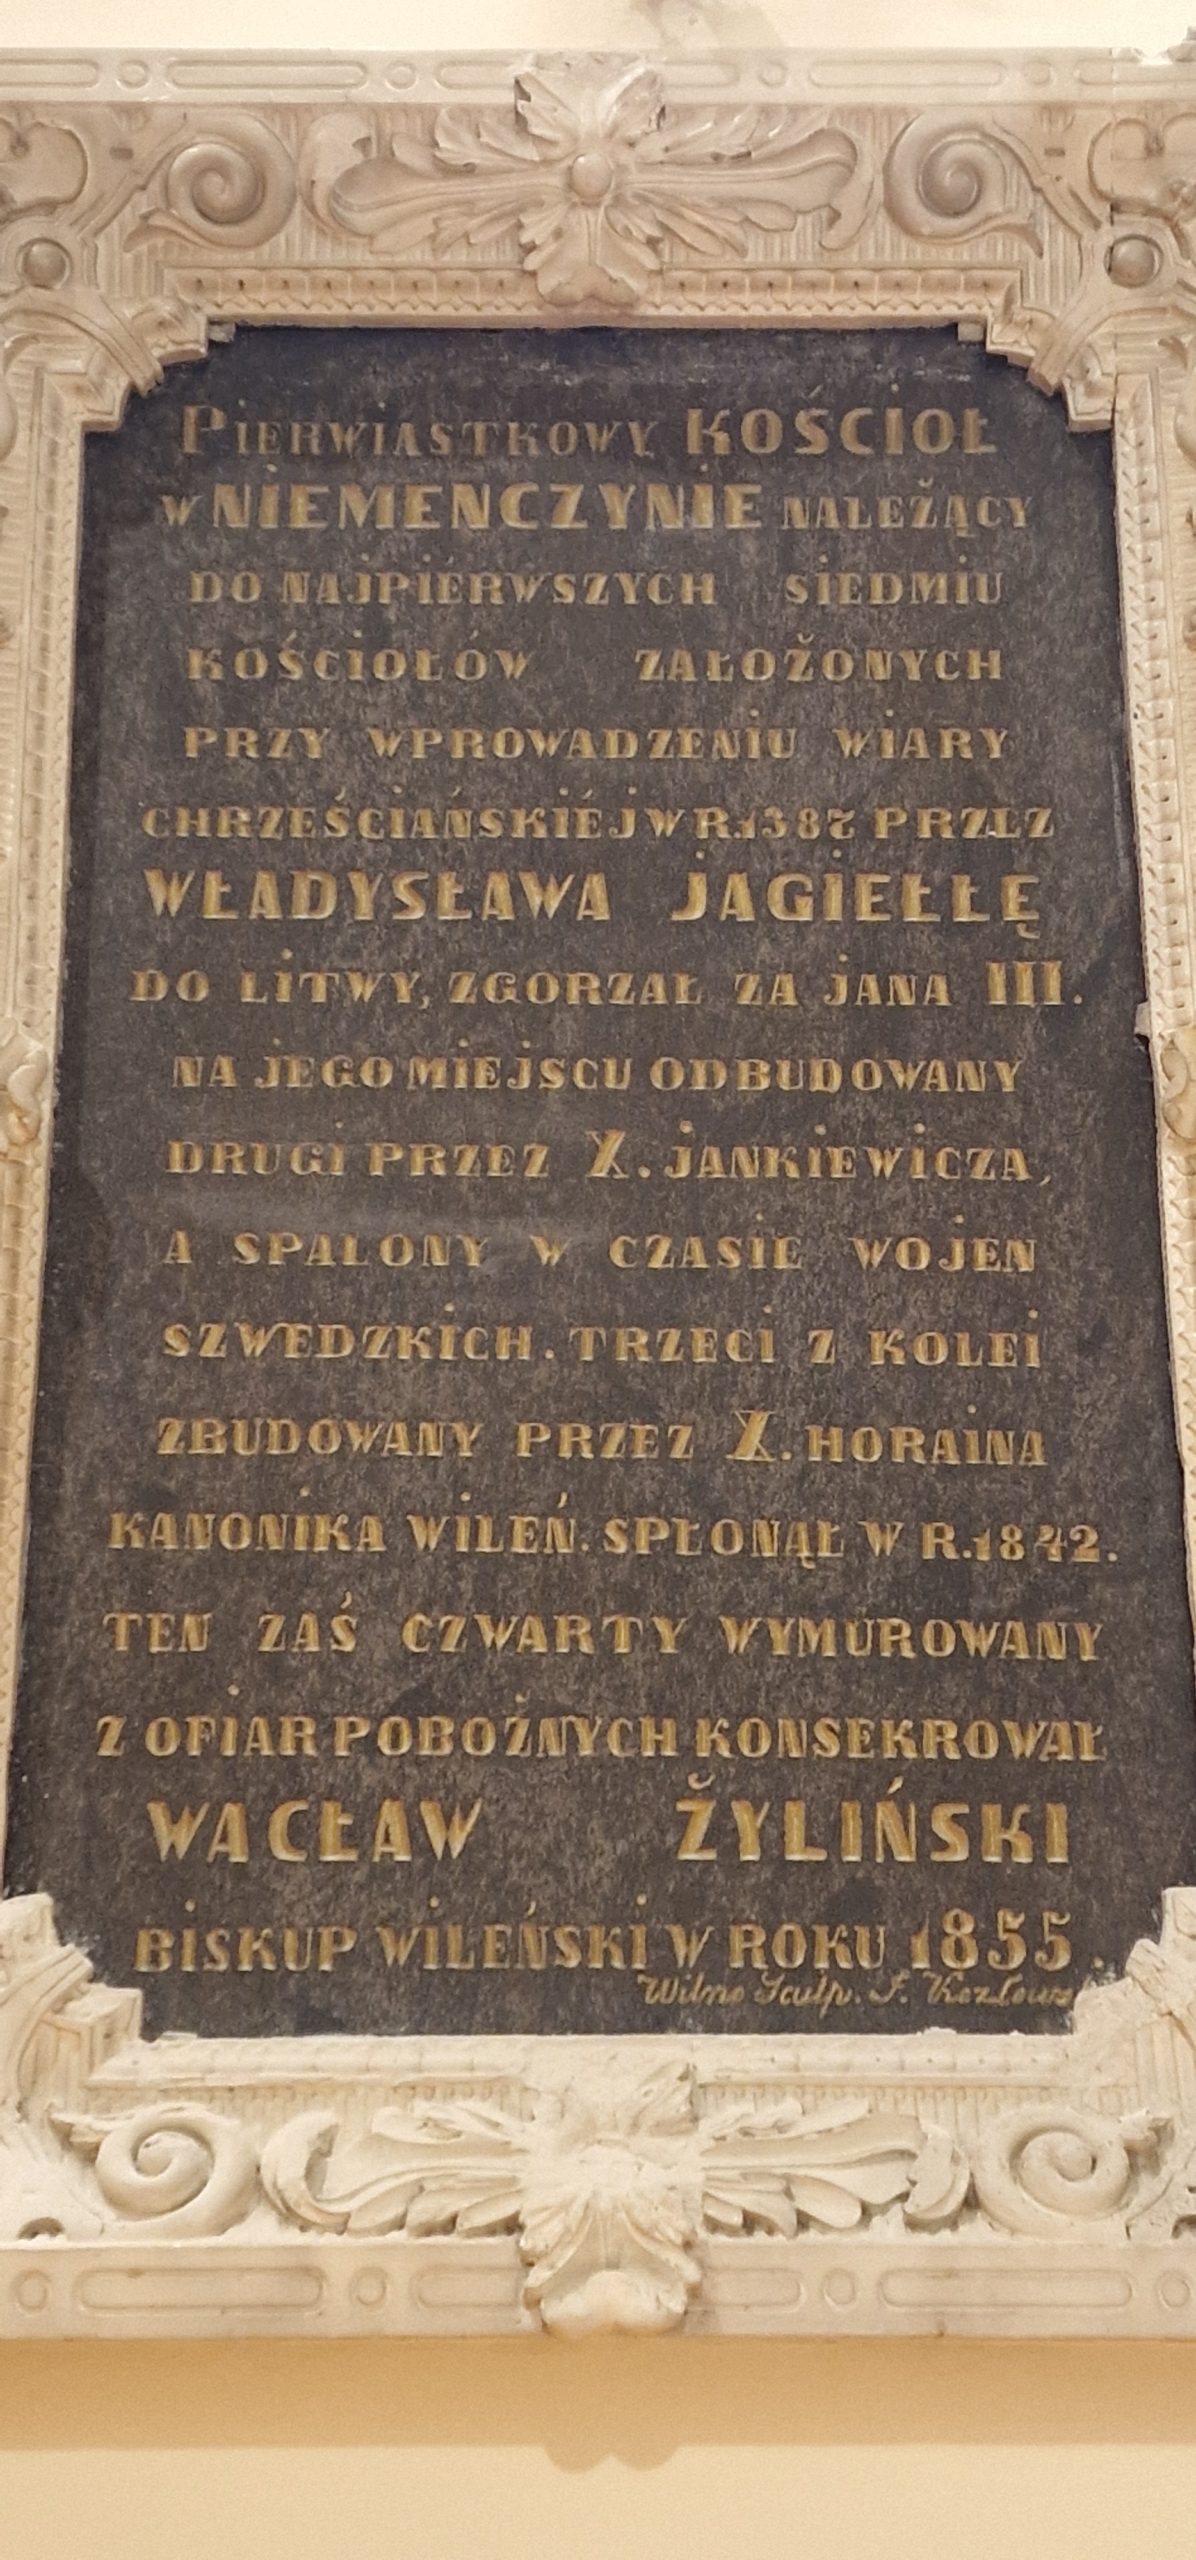 PIERWIASTKOWY KOŚCIOŁ
W NIEMENCZYNIE NALEŻĄCY
DO NAJPIERWSZYCH SIEDMIU
KOŚCIOŁÓW ZAŁOŻONYCH
PRZY WPROWADZENIU WIARY
CHRZEŚCIAŃSKIÉJ W R. 1387 PRZEZ
WŁADYSŁAWA JAGIEŁŁĘ
DO LITWY, ZGORZAŁ ZA JANA III.
NA JEGO MIEJSCU ODBUDOWANY
DRUGI PRZEZ X. JANKIEWICZA,
A SPALONY W CZASIE WOJEN
SZWEDZKICH. TRZECI Z KOLEI
ZBUDOWANY PRZEZ X. HORAINA
KANONIKA WILEŃ. SPŁONĄŁ W R. 1842.
TEN ZAŚ CZWARTY WYMUROWANY
Z OFIAR POBOŻNYCH KONSEKROWAŁ
WACŁAW ŻYLIŃSKI
BISKUP WILEŃSKI W ROKU 1855.
Wilno Sculp. J.